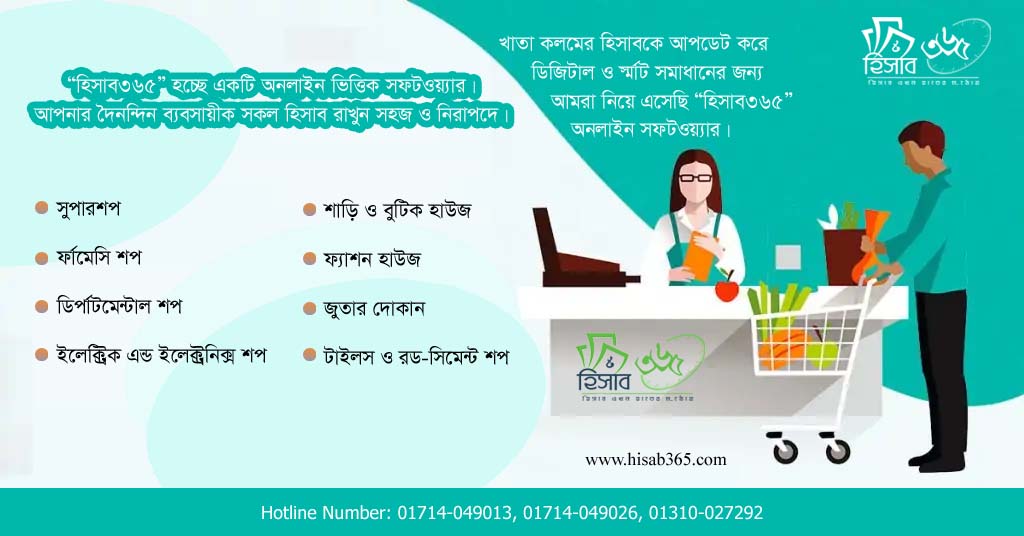 খাতা কলমের হিসাবকে আপডেট করে
ডিজিটাল ও র্স্মাট সমাধানের জন্য
আমরা নিয়ে এসেছি “হিসাব৩৬৫”
অনলাইন সফটওয়্যার।
হিসাব ৩৬৫
“হিসাব৩৬৫” হচ্ছে একটি অনলাইন ভিত্তিক সফটওয়্যার।
আপনার দৈনন্দিন ব্যবসায়ীক সকল হিসাব রাখুন সহজ ও নিরাপদে।
সুপারশপ
র্ফামেসি শপ
ডির্পাটমেন্টাল শপ
ইলেক্ট্রিক এন্ড ইলেক্ট্রনিক্স শপ
শাড়ি ও বুটিক হাউজ
ফ্যাশন হাউজ
জুতার দোকান
টাইলস ও রড-সিমেন্ট শপ
হিসাব ৩৬৫
www.hisab365.com
Hotline Number: 01714-049013, 01714-049026, 01310-027292